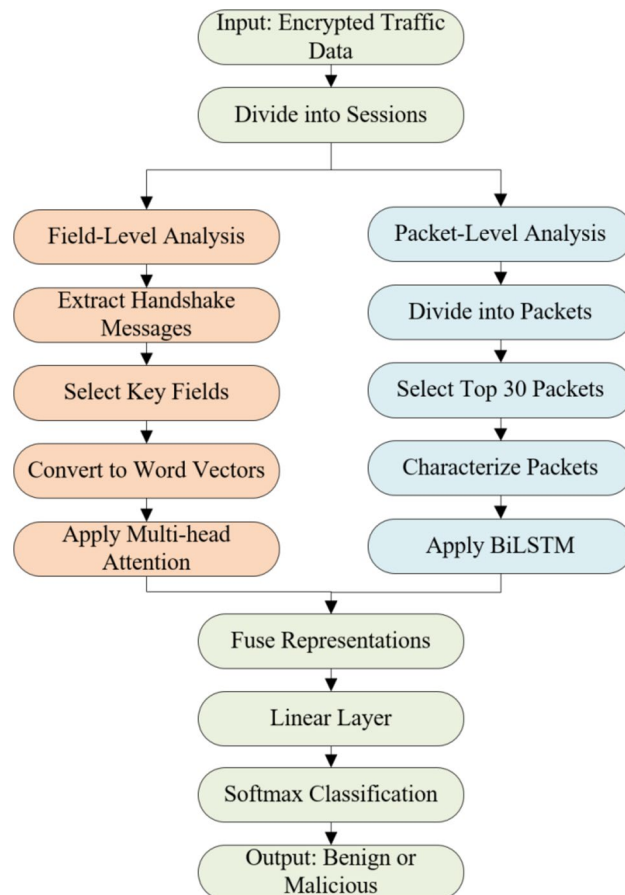 Input: Encrypted Traffic
Data
Divide into Sessions
Field-Level Analysis
Extract Handshake
Messages
Select Key Fields
Convert to Word Vectors
Apply Multi-head
Attention
Packet-Level Analysis
Divide into Packets
Select Top 30 Packets
Characterize Packets
Apply BiLSTM
Fuse Representations
Linear Layer
Softmax Classification
Output: Benign or
Malicious